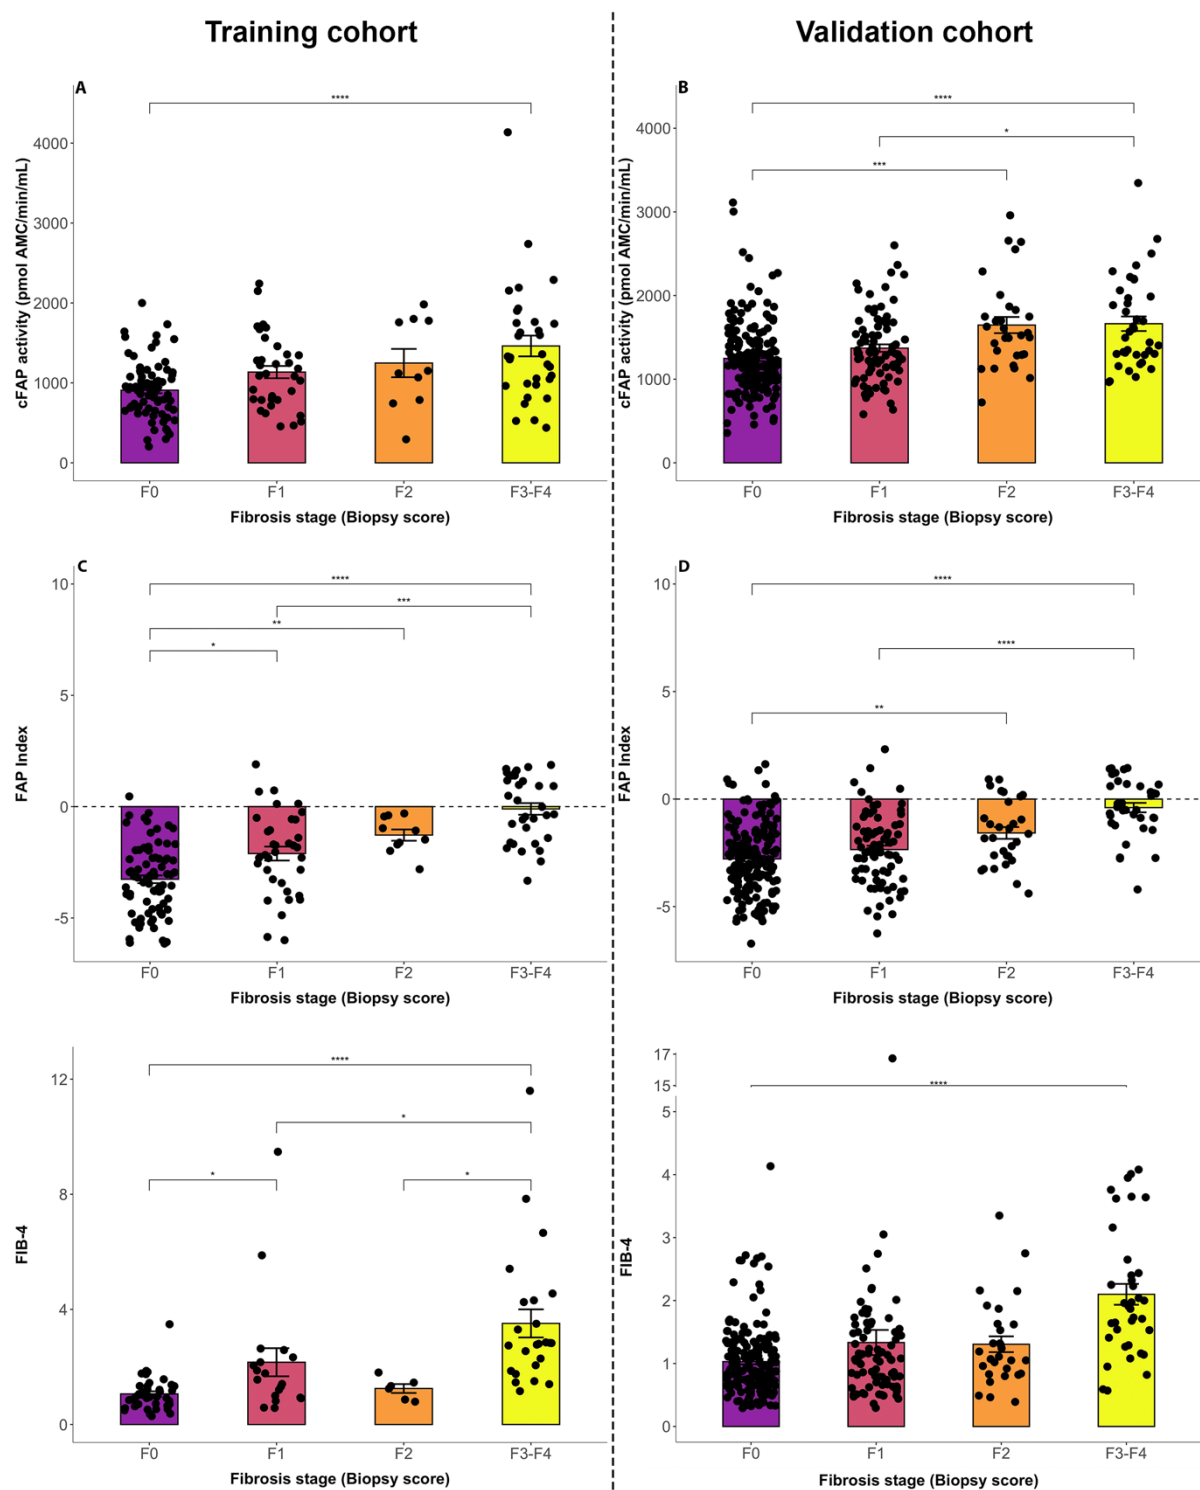 Training cohort
Validation cohort
A
****
cFAP activity (pmol AMC/min/mL)
4000
3000
2000
1000
0
F0 F1 F2 F3-F4
Fibrosis stage (Biopsy score)
B
****
*
***
cFAP activity (pmol AMC/min/mL)
4000
3000
2000
1000
0
F0 F1 F2 F3-F4
Fibrosis stage (Biopsy score)
C
****
***
**
*
FAP Index
10
5
0
-5
F0 F1 F2 F3-F4
Fibrosis stage (Biopsy score)
D
****
****
**
FAP Index
10
5
0
-5
F0 F1 F2 F3-F4
Fibrosis stage (Biopsy score)
****
*
* *
FIB-4
12
8
4
0
F0 F1 F2 F3-F4
Fibrosis stage (Biopsy score)
****
FIB-4
17
15
5
4
3
2
1
0
F0 F1 F2 F3-F4
Fibrosis stage (Biopsy score)